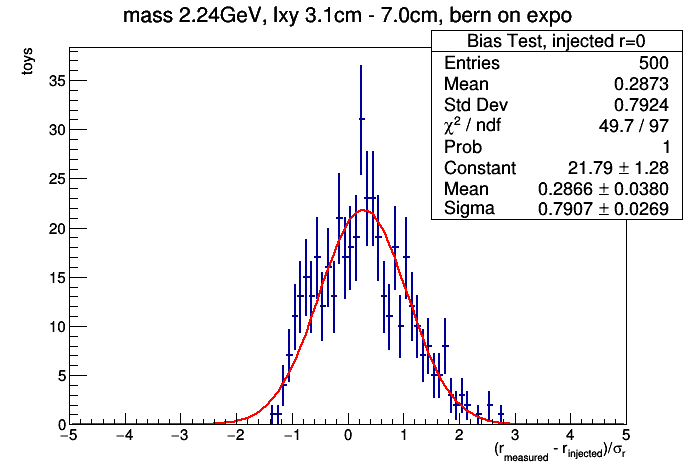 mass 2.24GeV, lxy 3.1cm - 7.0cm, bern on expo
Bias Test, injected r=0
Entries 500
Mean 0.2873
Std Dev 0.7924
χ² / ndf 49.7 / 97
Prob 1
Constant 21.79 ± 1.28
Mean 0.2866 ± 0.0380
Sigma 0.7907 ± 0.0269
toys
35
30
25
20
15
10
5
0
−5 −4 −3 −2 −1 0 1 2 3 4 5
(r_measured - r_injected)/σ_r